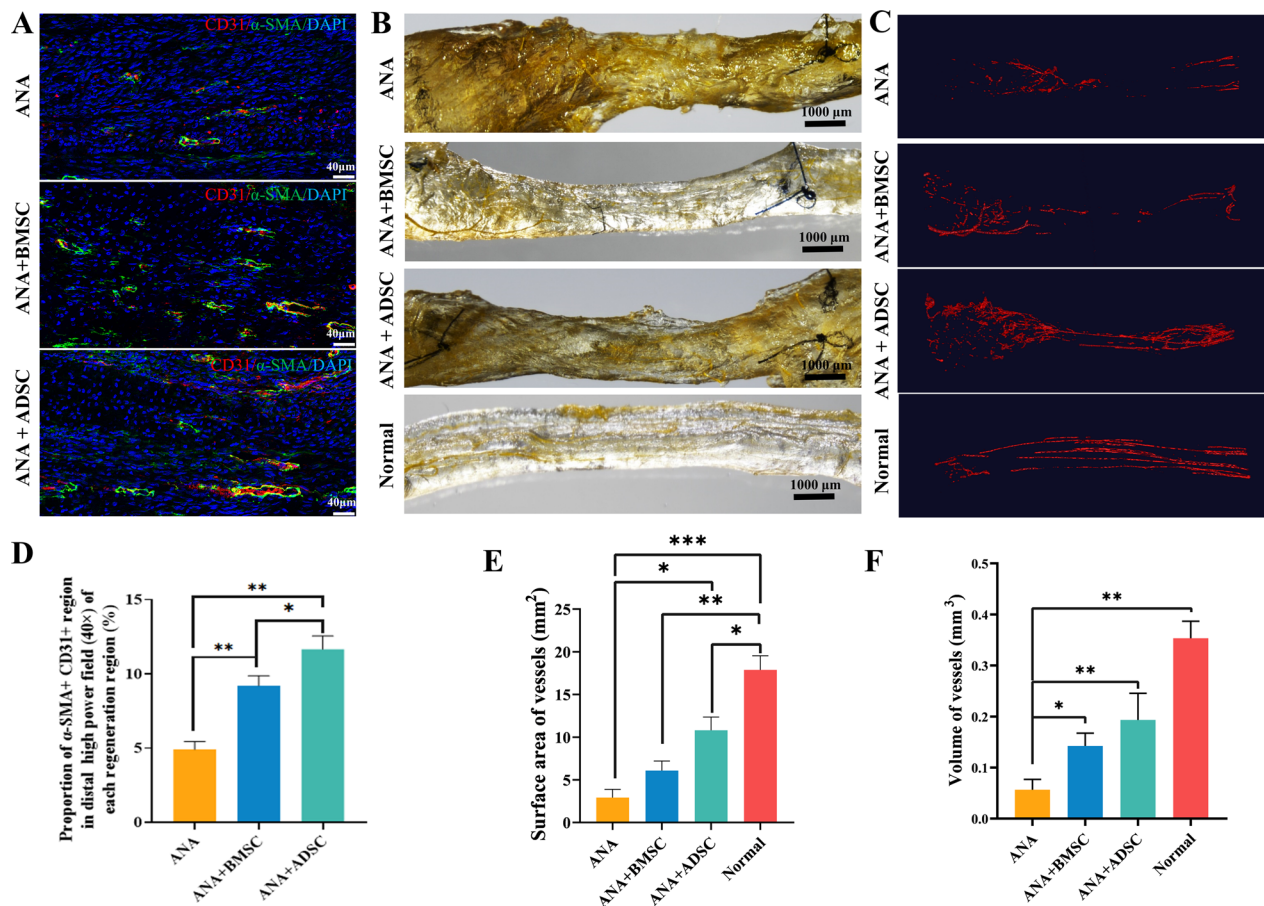 A
ANA
CD31/α-SMA/DAPI
40μm
ANA+BMSC
CD31/α-SMA/DAPI
40μm
ANA + ADSC
CD31/α-SMA/DAPI
40μm
B
ANA
1000 μm
ANA+BMSC
1000 μm
ANA + ADSC
1000 μm
Normal
1000 μm
C
ANA
ANA+BMSC
ANA + ADSC
Normal
D
Proportion of α-SMA+ CD31+ region
in distal high power field (40×) of
each regeneration region (%)
15
10
5
0
**
**
*
ANA
ANA+BMSC
ANA+ADSC
E
Surface area of vessels (mm²)
25
20
15
10
5
0
***
*
**
*
ANA
ANA+BMSC
ANA+ADSC
Normal
F
Volume of vessels (mm ³)
0.5
0.4
0.3
0.2
0.1
0.0
**
**
*
ANA
ANA+BMSC
ANA+ADSC
Normal